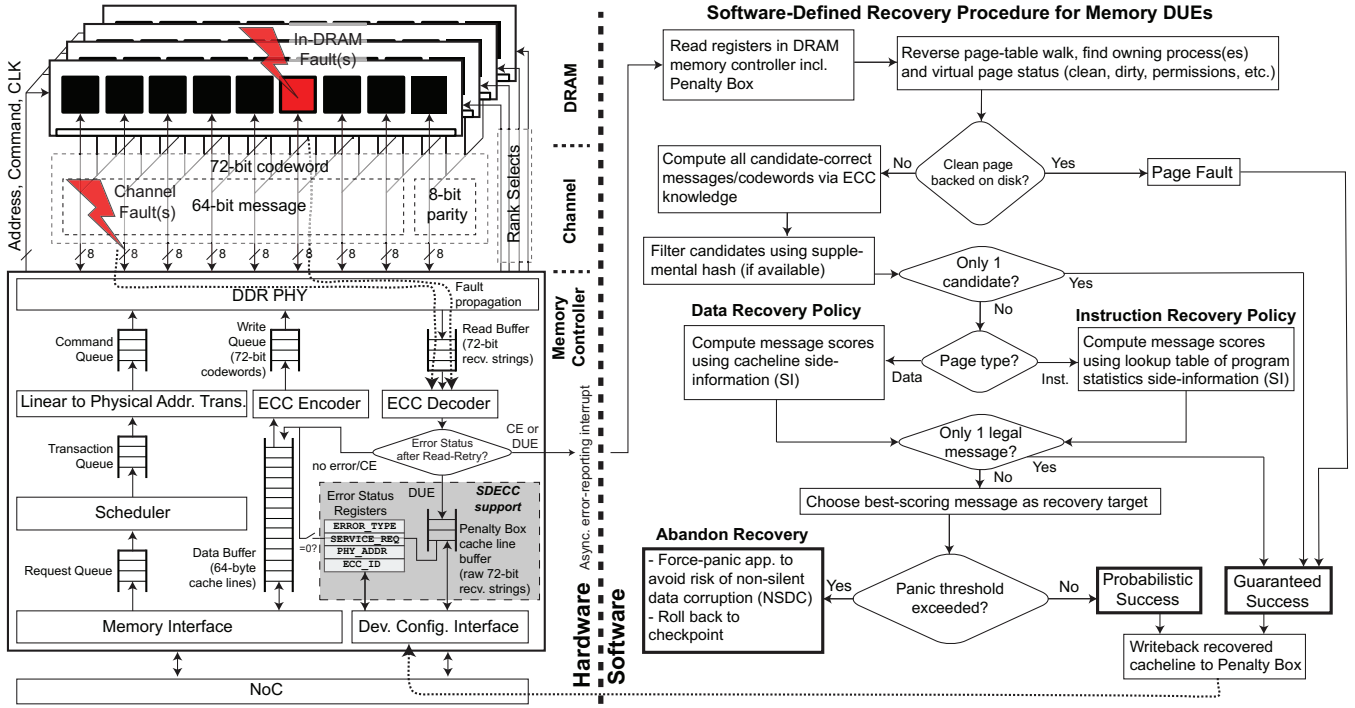 Software-Defined Recovery Procedure for Memory DUEs
Address, Command, CLK
In-DRAM
Fault(s)
DRAM
72-bit codeword
Channel
Fault(s)
64-bit message
8-bit
parity
Rank Selects
Channel
8
8
8
8
8
8
8
8
8
DDR PHY
Fault
propagation
Memory
Controller
Command
Queue
Write
Queue
(72-bit
codewords)
Read Buffer
(72-bit
recv. strings)
Linear to Physical Addr. Trans.
ECC Encoder
ECC Decoder
Transaction
Queue
Error Status
after Read-Retry?
CE or
DUE
no error/CE
DUE
SDECC
support
Scheduler
Error Status
Registers
ERROR_TYPE
SERVICE_REQ
PHY_ADDR
ECC_ID
=0?
Penalty Box
cache line
buffer
(raw 72-bit
recv. strings)
Request Queue
Data Buffer
(64-byte
cache lines)
Memory Interface
Dev. Config. Interface
NoC
Hardware
Async. error-reporting interrupt
Software
Read registers in DRAM
memory controller incl.
Penalty Box
Reverse page-table walk, find owning process(es)
and virtual page status (clean, dirty, permissions, etc.)
Clean page
backed on disk?
No
Yes
Page Fault
Compute all candidate-correct
messages/codewords via ECC
knowledge
Filter candidates using supple-
mental hash (if available)
Only 1
candidate?
Yes
No
Data Recovery Policy
Compute message scores
using cacheline side-
information (SI)
Page type?
Data
Inst.
Instruction Recovery Policy
Compute message scores
using lookup table of program
statistics side-information (SI)
Only 1 legal
message?
Yes
No
Choose best-scoring message as recovery target
Abandon Recovery
- Force-panic app. to
avoid risk of non-silent
data corruption (NSDC)
- Roll back to
checkpoint
Yes
Panic threshold
exceeded?
No
Probabilistic
Success
Guaranteed
Success
Writeback recovered
cacheline to Penalty Box